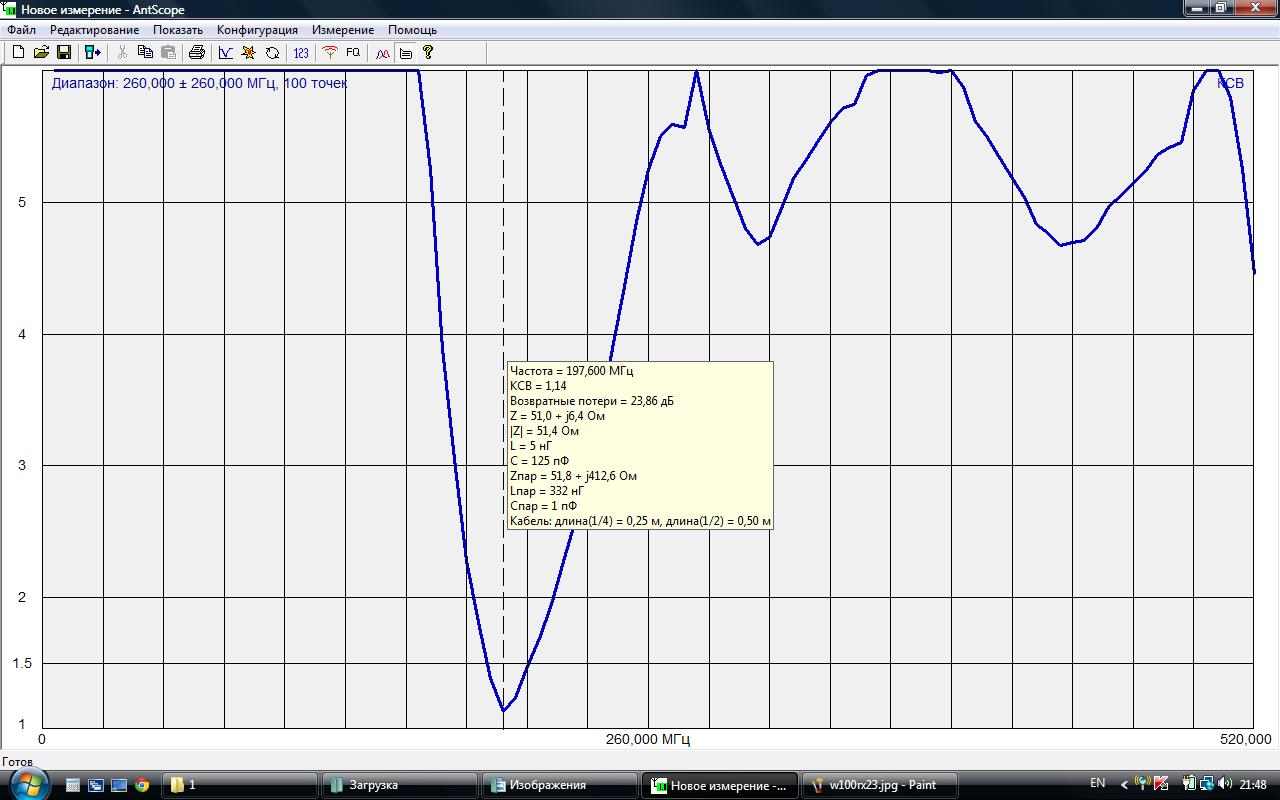 Новое измерение - AntScope
Файл Редактирование Показать Конфигурация Измерение Помощь
123 FQ
Диапазон: 260,000 ± 260,000 МГц, 100 точек
КСВ
5
4
Частота = 197,600 МГц
КСВ = 1,14
Возвратные потери = 23,86 дБ
Z = 51,0 + j6,4 Ом
|Z| = 51,4 Ом
L = 5 нГ
C = 125 пФ
Zпар = 51,8 + j412,6 Ом
Lпар = 332 нГ
Cпар = 1 пФ
Кабель: длина(1/4) = 0,25 м, длина(1/2) = 0,50 м
3
2
1.5
1
0 260,000 МГц 520,000
Готов
1 Загрузка Изображения Новое измерение -... w100rx23.jpg - Paint EN 21:48